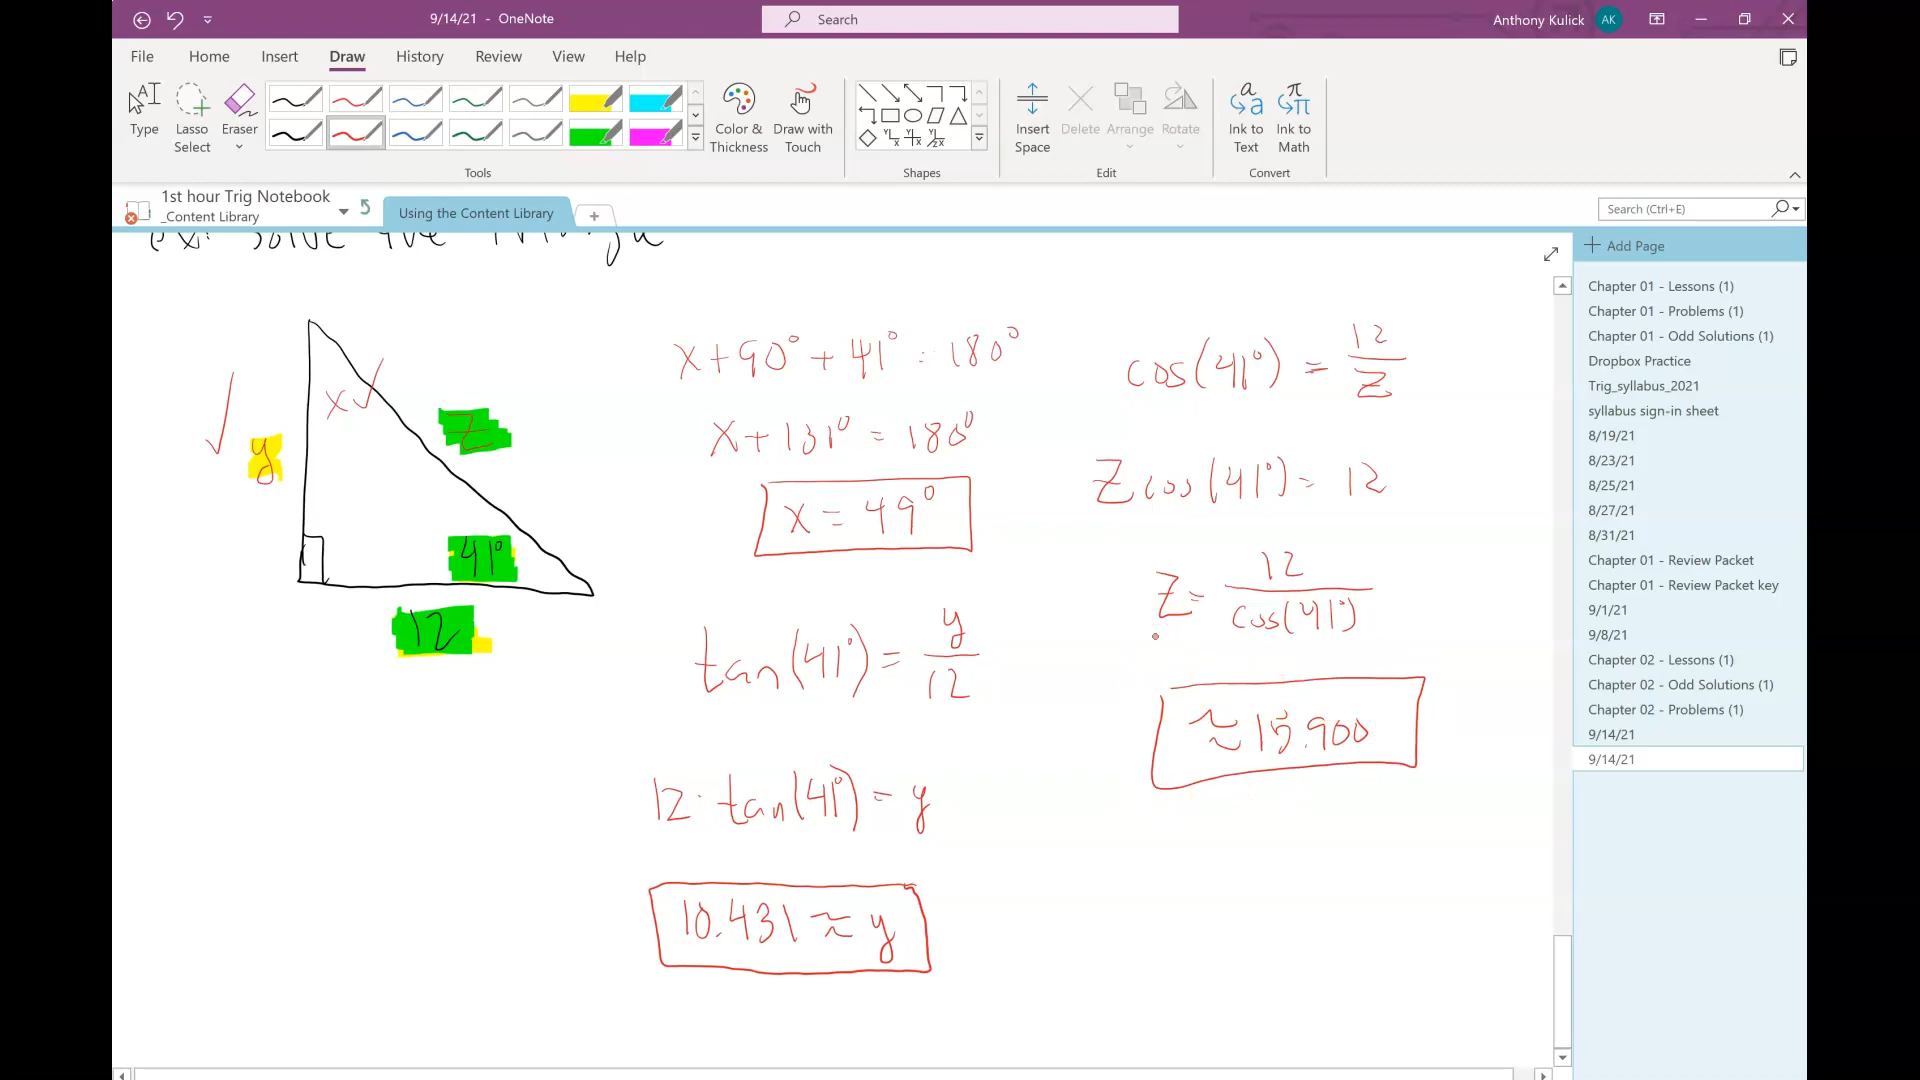 9/14/21 - OneNote
Search
Anthony Kulick AK
File Home Insert Draw History Review View Help
Type
Lasso Select
Eraser
Color & Thickness
Draw with Touch
Insert Space
Delete
Arrange
Rotate
Ink to Text
Ink to Math
Tools
Shapes
Edit
Convert
1st hour Trig Notebook
_Content Library
Using the Content Library
Search (Ctrl+E)
ex: solve the triangle
x
y
z
41°
12
x + 90° + 41° = 180°
x + 131° = 180°
x = 49°
tan(41°) = y/12
12 · tan(41°) = y
10.431 ≈ y
cos(41°) = 12/z
z cos(41°) = 12
z = 12/cos(41°)
≈ 15.900
Add Page
Chapter 01 - Lessons (1)
Chapter 01 - Problems (1)
Chapter 01 - Odd Solutions (1)
Dropbox Practice
Trig_syllabus_2021
syllabus sign-in sheet
8/19/21
8/23/21
8/25/21
8/27/21
8/31/21
Chapter 01 - Review Packet
Chapter 01 - Review Packet key
9/1/21
9/8/21
Chapter 02 - Lessons (1)
Chapter 02 - Odd Solutions (1)
Chapter 02 - Problems (1)
9/14/21
9/14/21